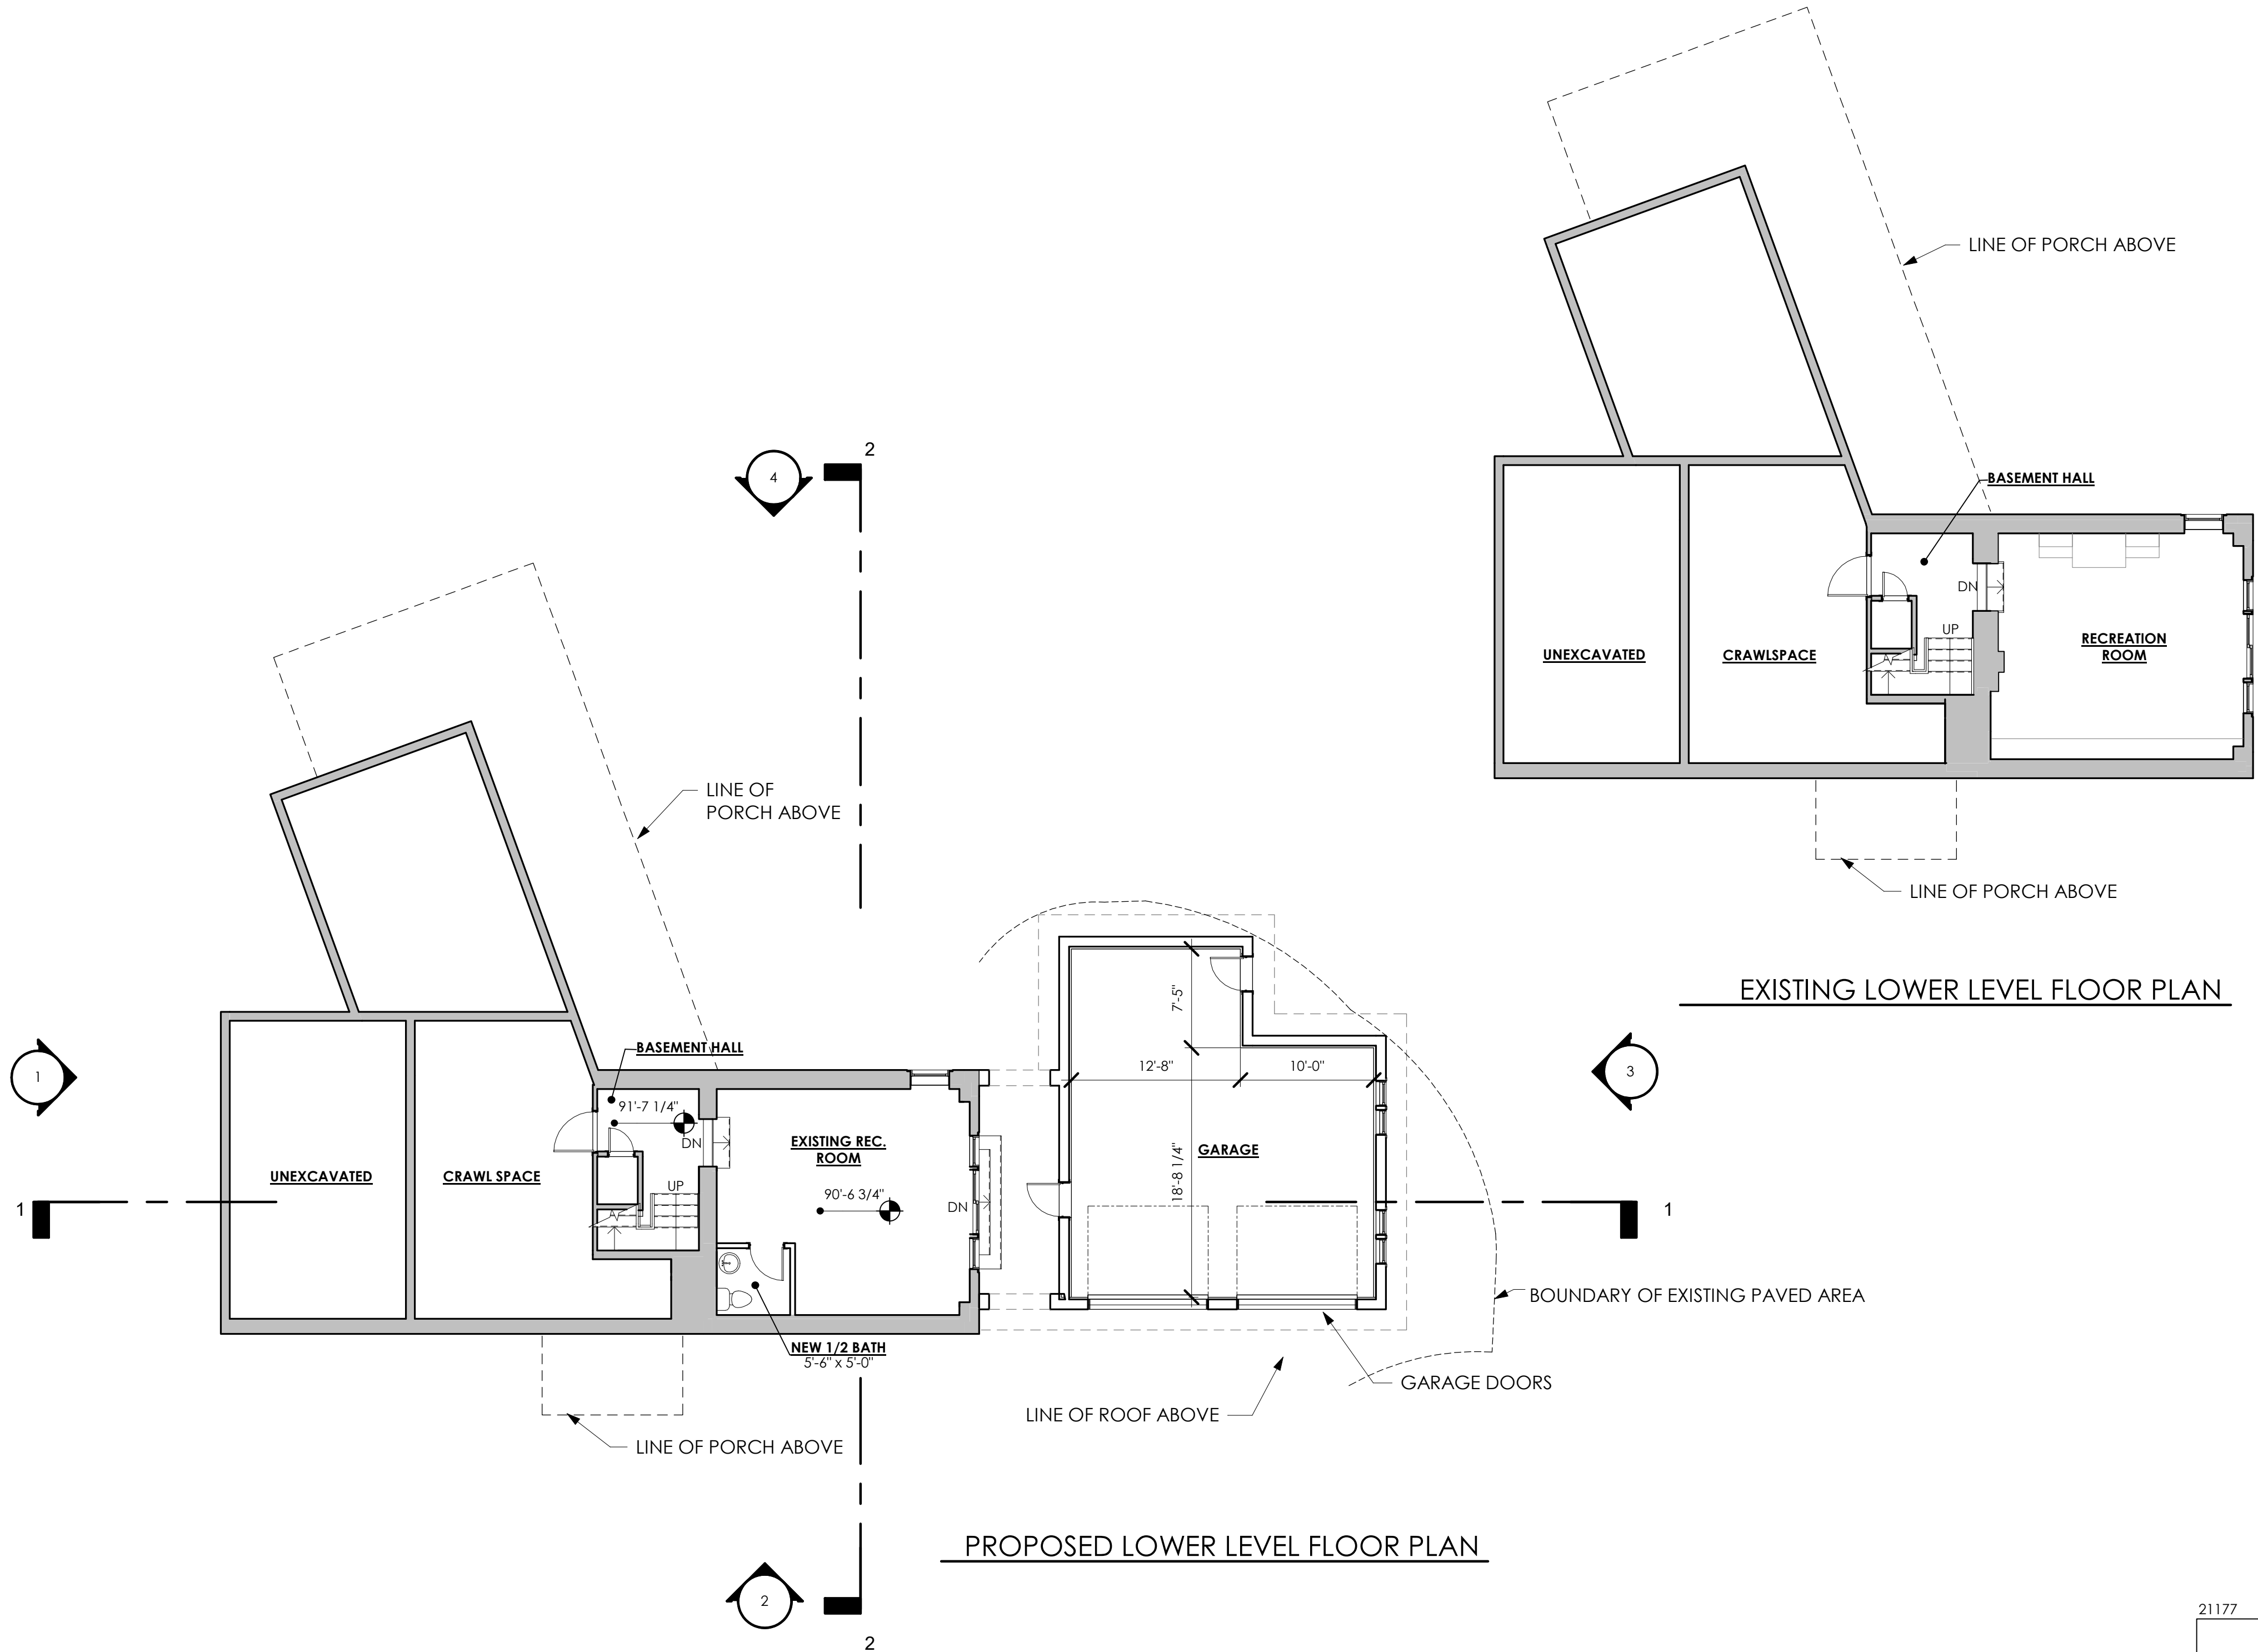 LINE OF PORCH ABOVE
BASEMENT HALL
DN
UP
UNEXCAVATED
CRAWLSPACE
RECREATION
ROOM
LINE OF PORCH ABOVE
EXISTING LOWER LEVEL FLOOR PLAN
2
4
LINE OF
PORCH ABOVE
1
BASEMENT HALL
91'-7 1/4"
DN
UP
UNEXCAVATED
CRAWL SPACE
EXISTING REC.
ROOM
90'-6 3/4"
DN
7'-5"
12'-8"
10'-0"
18'-8 1/4"
GARAGE
3
1
1
BOUNDARY OF EXISTING PAVED AREA
NEW 1/2 BATH
5'-6" x 5'-0"
GARAGE DOORS
LINE OF ROOF ABOVE
LINE OF PORCH ABOVE
PROPOSED LOWER LEVEL FLOOR PLAN
2
2
21177